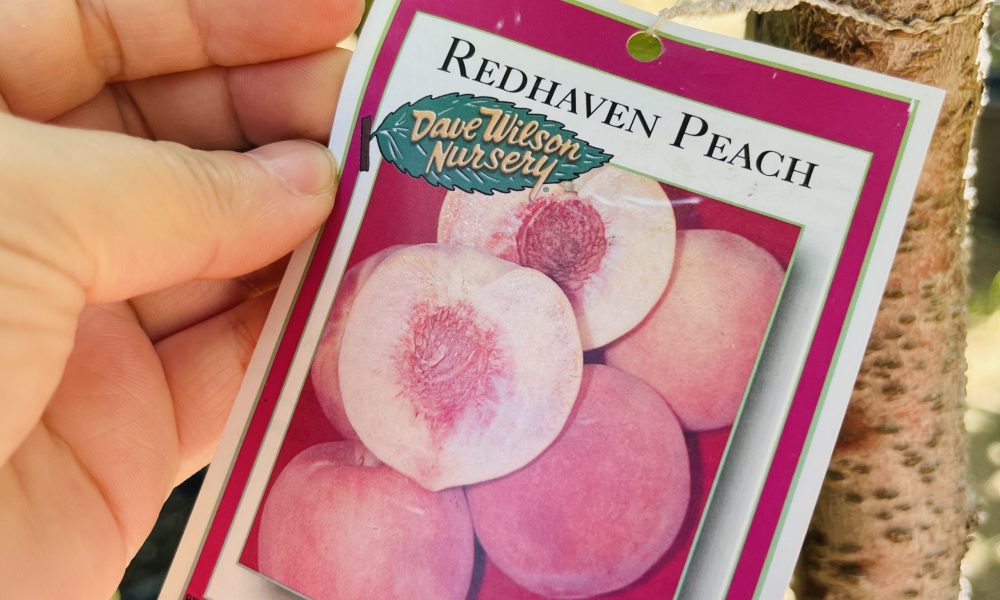 REDHAVEN PEACH
Dave Wilson
Nursery
®